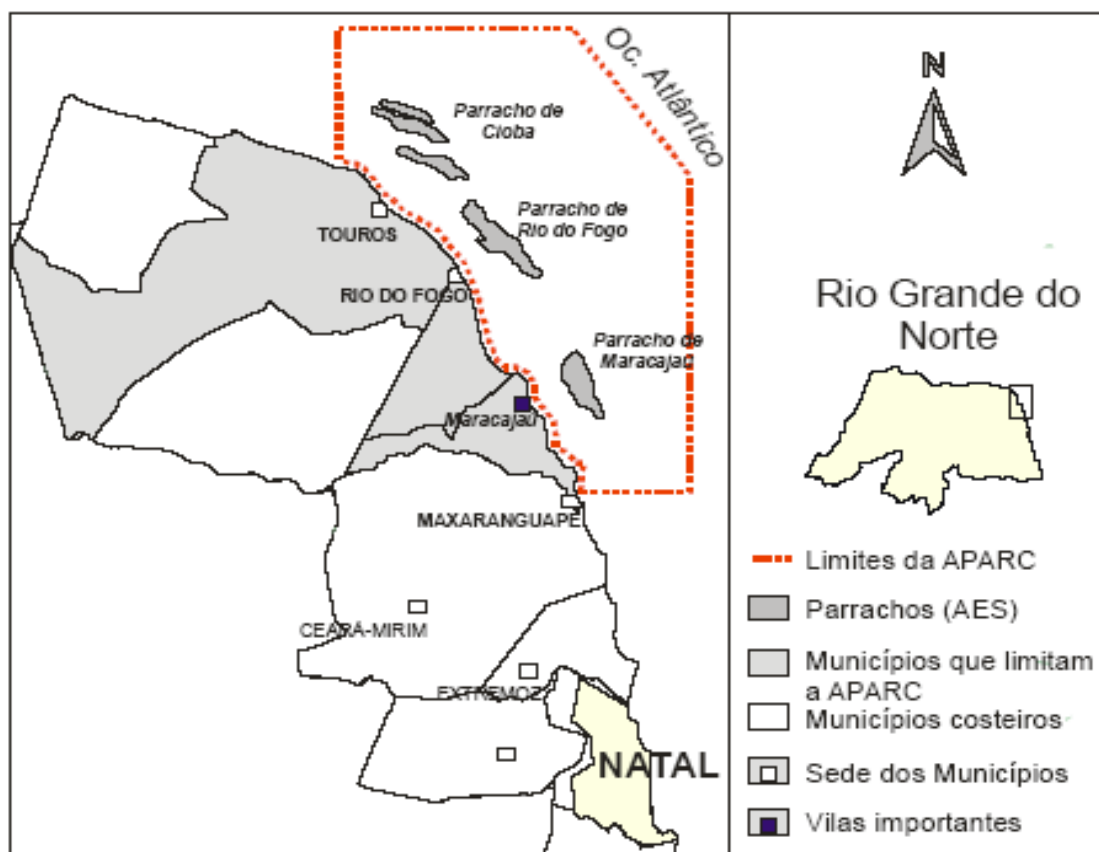 Oc. Atlântico
Parracho de
Cioba
Parracho de
Rio do Fogo
TOUROS
RIO DO FOGO
Parracho de
Maracajaú
Maracajaú
MAXARANGUAPE
CEARÁ-MIRIM
EXTREMOZ
NATAL
N
Rio Grande do
Norte
Limites da APARC
Parrachos (AES)
Municípios que limitam
a APARC
Municípios costeiros
Sede dos Municípios
Vilas importantes